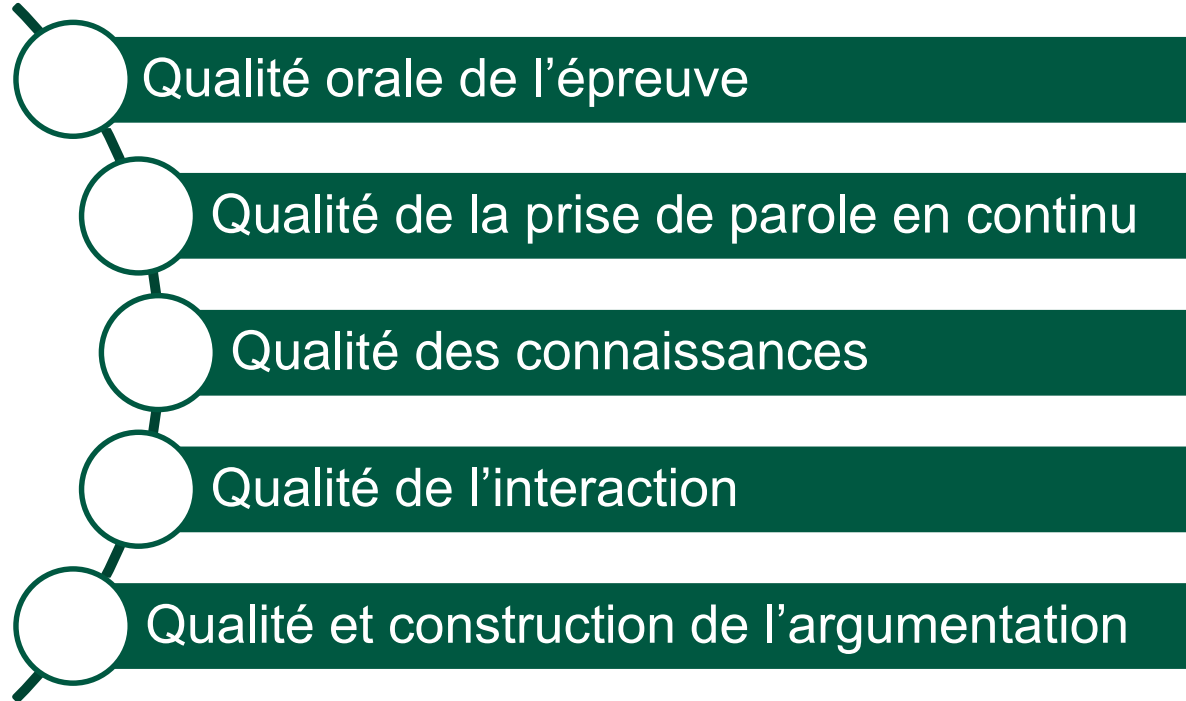 Qualité orale de l’épreuve
Qualité de la prise de parole en continu
Qualité des connaissances
Qualité de l’interaction
Qualité et construction de l’argumentation